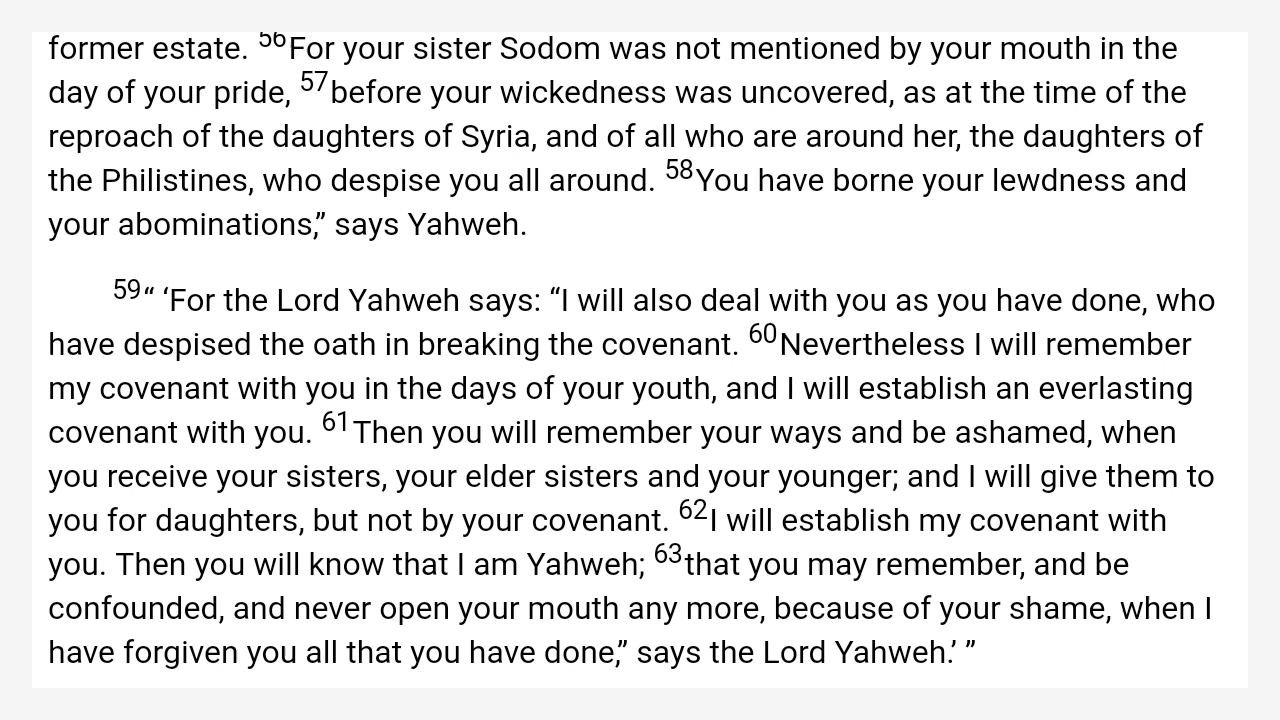 former estate. 56For your sister Sodom was not mentioned by your mouth in the
day of your pride, 57before your wickedness was uncovered, as at the time of the
reproach of the daughters of Syria, and of all who are around her, the daughters of
the Philistines, who despise you all around. 58You have borne your lewdness and
your abominations,” says Yahweh.
59“ ‘For the Lord Yahweh says: “I will also deal with you as you have done, who
have despised the oath in breaking the covenant. 60Nevertheless I will remember
my covenant with you in the days of your youth, and I will establish an everlasting
covenant with you. 61Then you will remember your ways and be ashamed, when
you receive your sisters, your elder sisters and your younger; and I will give them to
you for daughters, but not by your covenant. 62I will establish my covenant with
you. Then you will know that I am Yahweh; 63that you may remember, and be
confounded, and never open your mouth any more, because of your shame, when I
have forgiven you all that you have done,” says the Lord Yahweh.’ ”